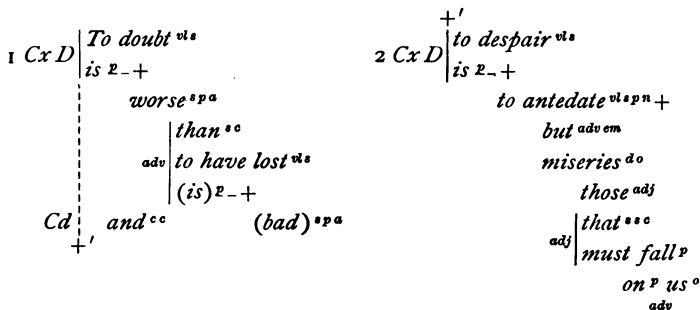 1 Cx D To doubt vls
is p – +
worse spa
than sc
adv to have lost vls
(is) p – +
Cd and cc (bad) spa
+'
+'
2 Cx D to despair vls
is p – +
to antedate vlspn +
but adv em
miseries do
those adj
that ssc
adj must fall p
on p us o
adv